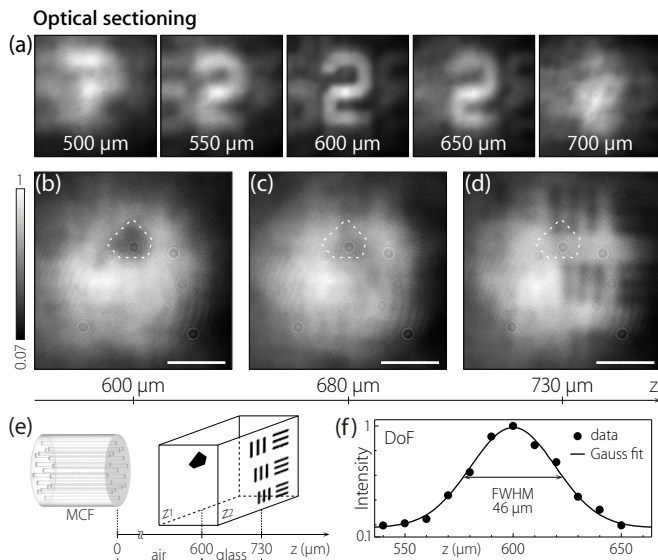 Optical sectioning
(a)
500 µm 550 µm 600 µm 650 µm 700 µm
1
0.07
(b) (c) (d)
600 µm 680 µm 730 µm z
(e)
MCF
z1 z2
0 air 600 glass 730 z (µm)
(f) DoF
data
Gauss fit
FWHM
46 µm
Intensity
1
0.1
550 z (µm) 600 650